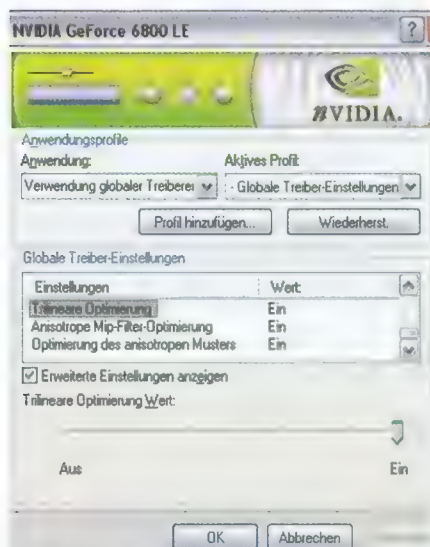 NVIDIA GeForce 6800 LE
?
NVIDIA.
Anwendungsprofile
Anwendung: Aktives Profil:
Verwendung globaler Treiberei - Globale Treiber-Einstellungen
Profil hinzufügen... Wiederherst.
Globale Treiber-Einstellungen
Einstellungen Wert
Trilineare Optimierung Ein
Anisotrope Mip-Filter-Optimierung Ein
Optimierung des anisotropen Musters Ein
Erweiterte Einstellungen anzeigen
Trilineare Optimierung Wert:
Aus Ein
OK Abbrechen